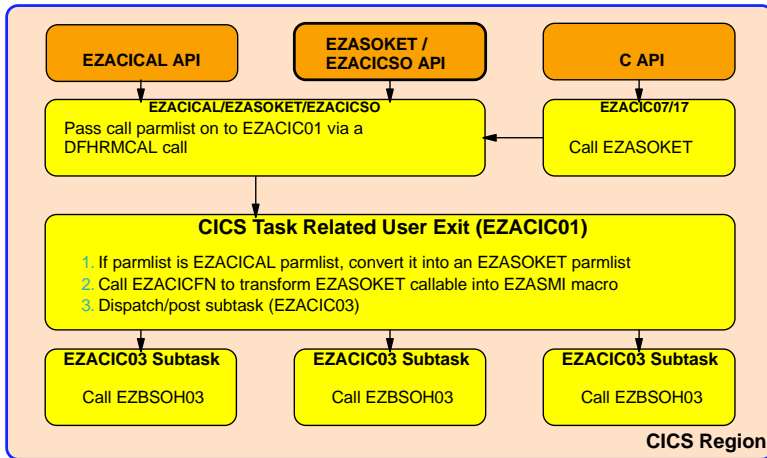 EZACICAL API
EZASOKET /
EZACICSO API
C API
EZACICAL/EZASOKET/EZACICSO
Pass call parmlist on to EZACIC01 via a
DFHRMCAL call
EZACIC07/17
Call EZASOKET
CICS Task Related User Exit (EZACIC01)
1. If parmlist is EZACICAL parmlist, convert it into an EZASOKET parmlist
2. Call EZACICFN to transform EZASOKET callable into EZASMI macro
3. Dispatch/post subtask (EZACIC03)
EZACIC03 Subtask
Call EZBSOH03
EZACIC03 Subtask
Call EZBSOH03
EZACIC03 Subtask
Call EZBSOH03
CICS Region